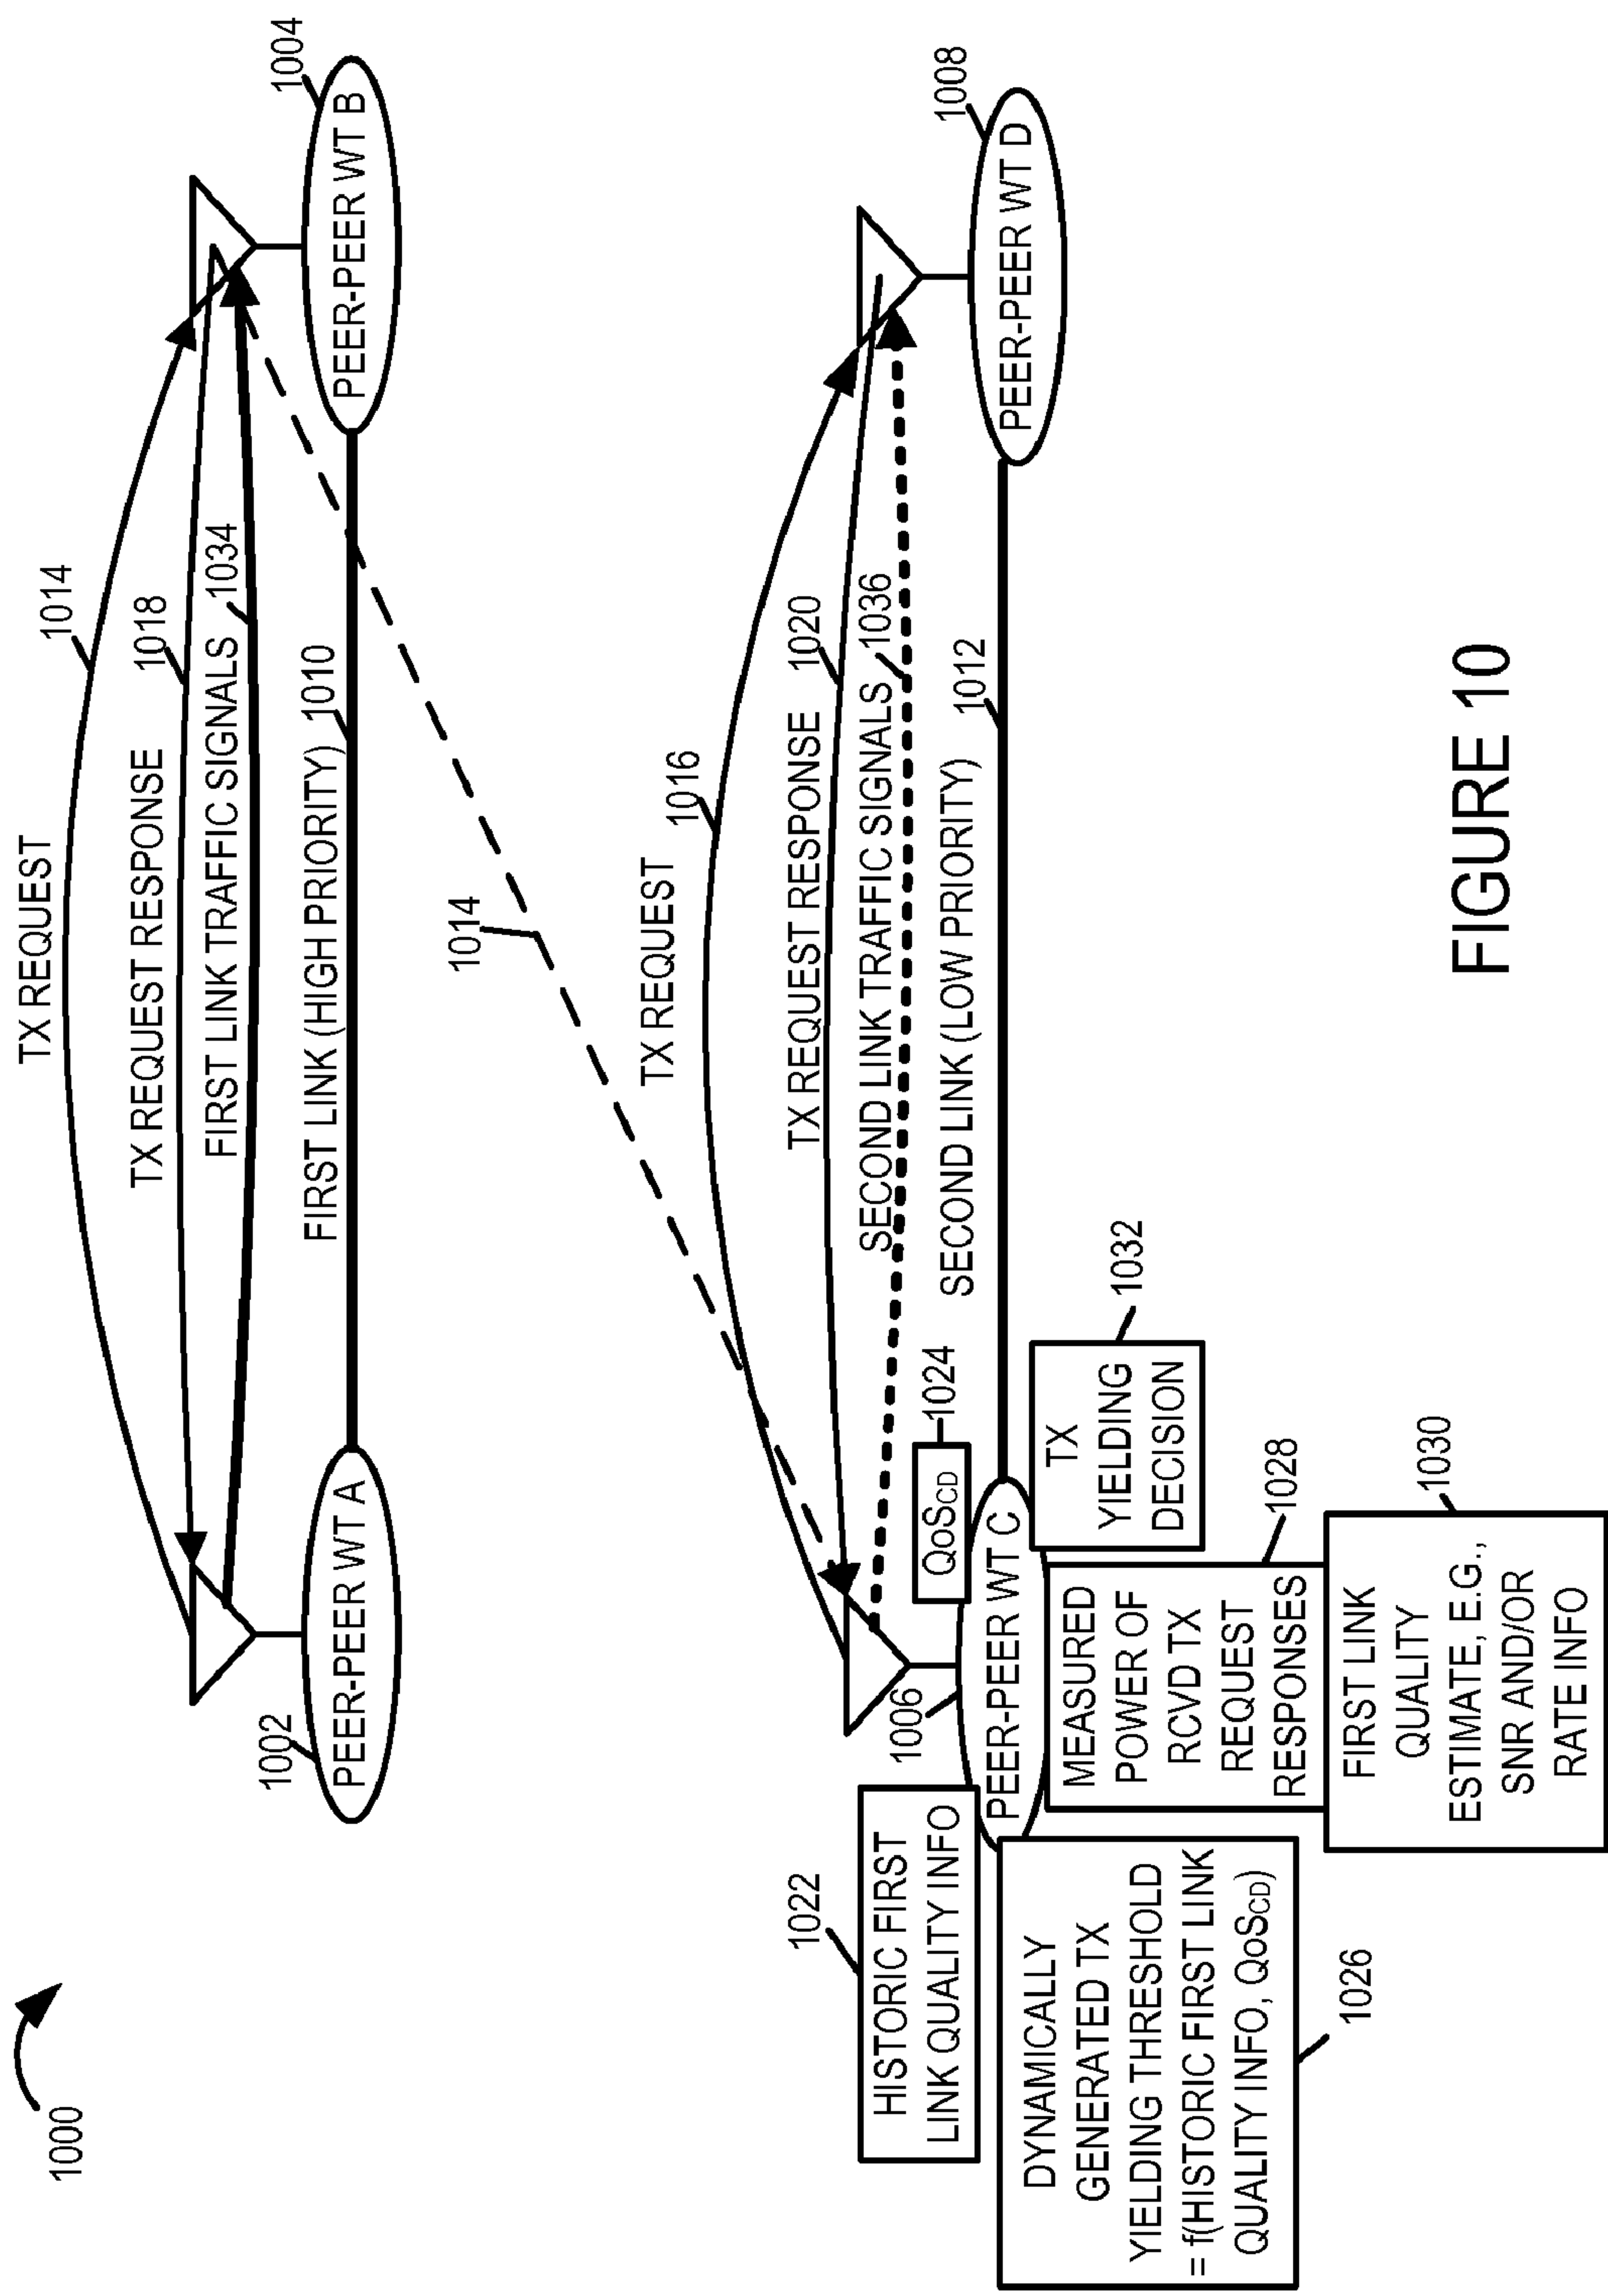 1000
TX REQUEST
1014
TX REQUEST RESPONSE
1018
FIRST LINK TRAFFIC SIGNALS
1034
FIRST LINK (HIGH PRIORITY)
1010
1002
PEER-PEER WT A
1004
PEER-PEER WT B
1014
TX REQUEST
1016
TX REQUEST RESPONSE
1020
SECOND LINK TRAFFIC SIGNALS
1036
SECOND LINK (LOW PRIORITY)
1012
1006
PEER-PEER WT C
1008
PEER-PEER WT D
1022
HISTORIC FIRST
LINK QUALITY INFO
QoSCD
1024
DYNAMICALLY
GENERATED TX
YIELDING THRESHOLD
= f(HISTORIC FIRST LINK
QUALITY INFO, QoSCD)
1026
MEASURED
POWER OF
RCVD TX
REQUEST
RESPONSES
1028
FIRST LINK
QUALITY
ESTIMATE, E.G.,
SNR AND/OR
RATE INFO
1030
TX
YIELDING
DECISION
1032
FIGURE 10